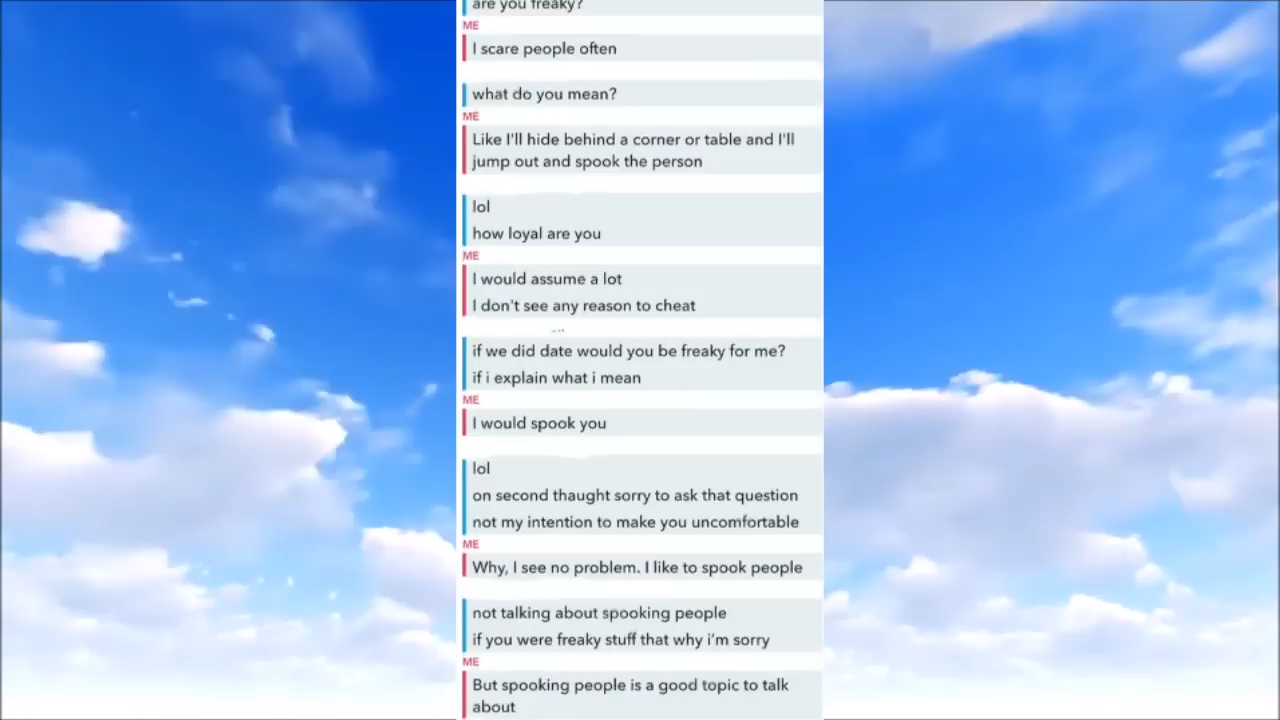 are you freaky?
ME
I scare people often
what do you mean?
ME
Like I'll hide behind a corner or table and I'll
jump out and spook the person
lol
how loyal are you
ME
I would assume a lot
I don't see any reason to cheat
if we did date would you be freaky for me?
if i explain what i mean
ME
I would spook you
lol
on second thaught sorry to ask that question
not my intention to make you uncomfortable
ME
Why, I see no problem. I like to spook people
not talking about spooking people
if you were freaky stuff that why i'm sorry
ME
But spooking people is a good topic to talk
about